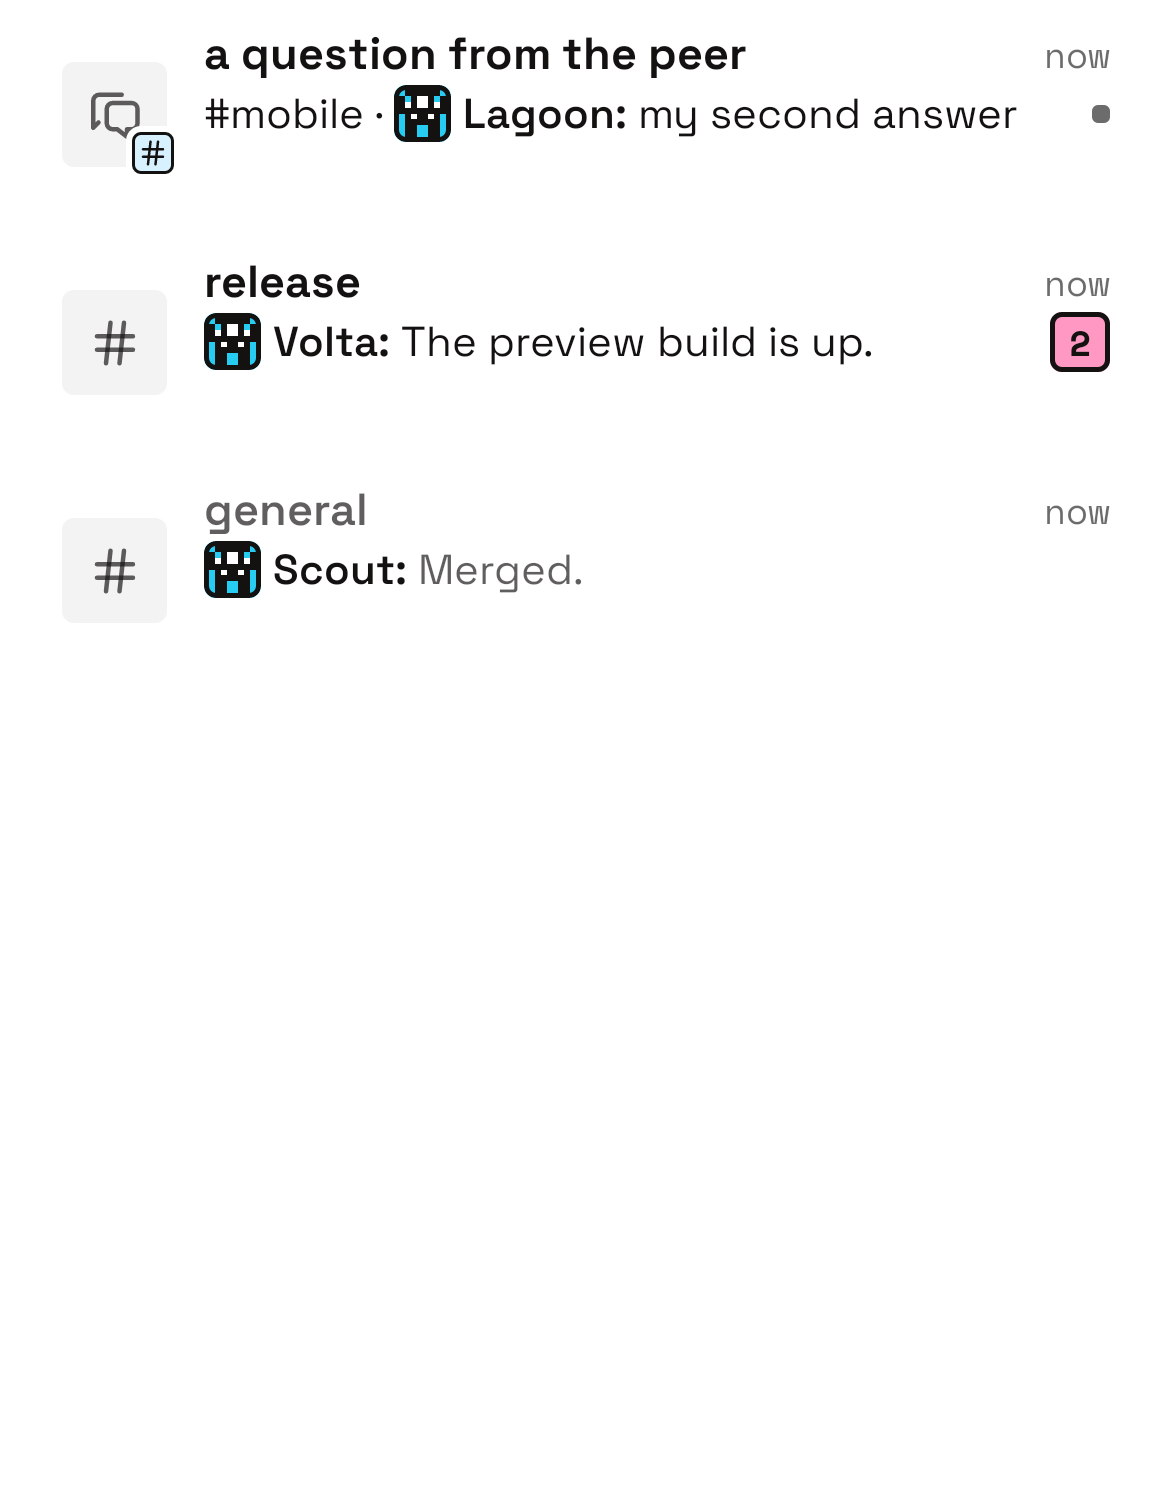 a question from the peer now
#mobile · Lagoon: my second answer
#
release now
# Volta: The preview build is up. 2
general now
# Scout: Merged.